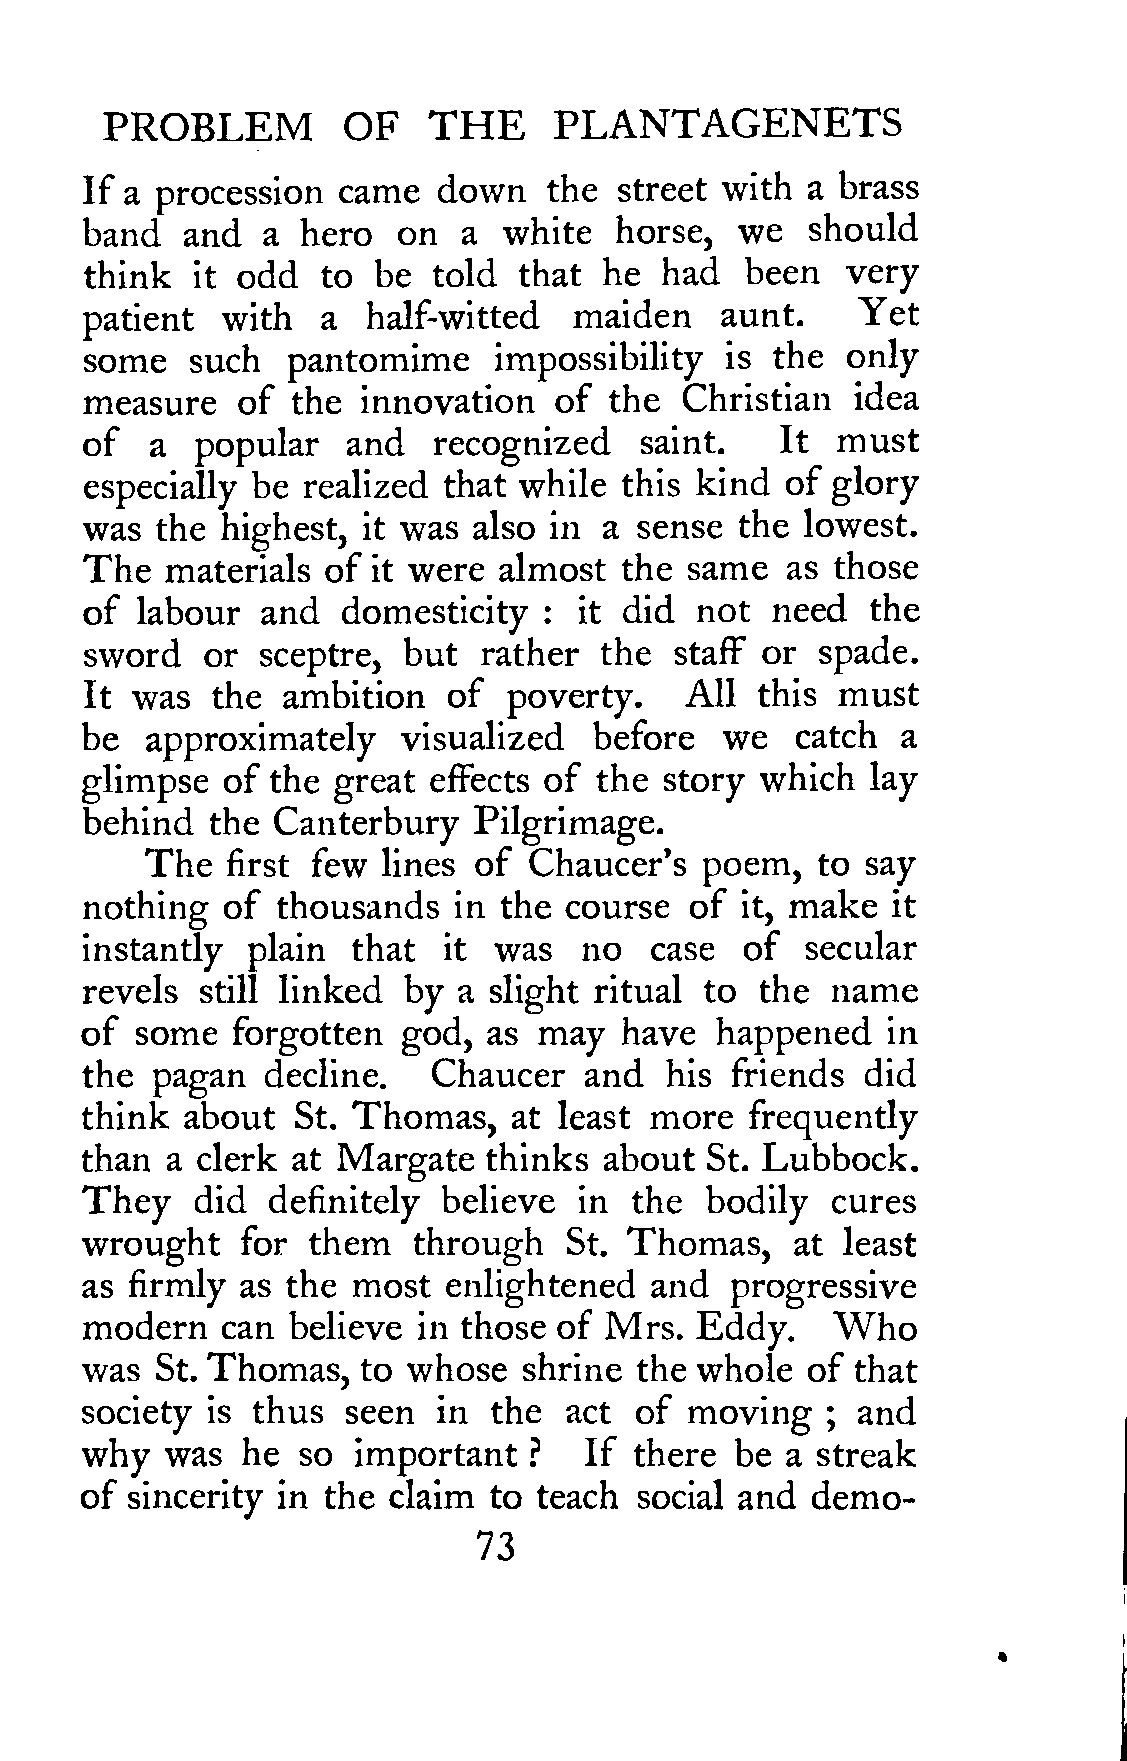 PROBLEM OF THE PLANTAGENETS
If a procession came down the street with a brass
band and a hero on a white horse, we should
think it odd to be told that he had been very
patient with a half-witted maiden aunt. Yet
some such pantomime impossibility is the only
measure of the innovation of the Christian idea
of a popular and recognized saint. It must
especially be realized that while this kind of glory
was the highest, it was also in a sense the lowest.
The materials of it were almost the same as those
of labour and domesticity : it did not need the
sword or sceptre, but rather the staff or spade.
It was the ambition of poverty. All this must
be approximately visualized before we catch a
glimpse of the great effects of the story which lay
behind the Canterbury Pilgrimage.
The first few lines of Chaucer's poem, to say
nothing of thousands in the course of it, make it
instantly plain that it was no case of secular
revels still linked by a slight ritual to the name
of some forgotten god, as may have happened in
the pagan decline. Chaucer and his friends did
think about St. Thomas, at least more frequently
than a clerk at Margate thinks about St. Lubbock.
They did definitely believe in the bodily cures
wrought for them through St. Thomas, at least
as firmly as the most enlightened and progressive
modern can believe in those of Mrs. Eddy. Who
was St. Thomas, to whose shrine the whole of that
society is thus seen in the act of moving ; and
why was he so important ? If there be a streak
of sincerity in the claim to teach social and demo-
73